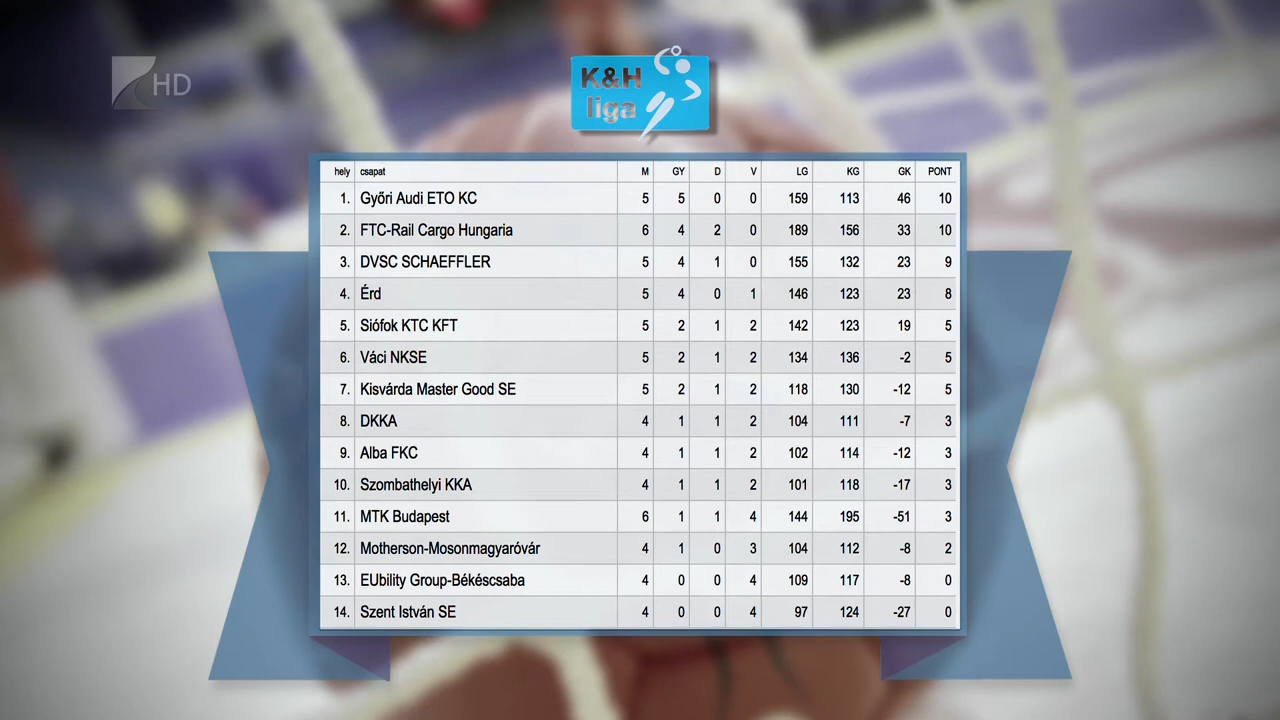 HD
K&H
liga
hely csapat M GY D V LG KG GK PONT
1. Győri Audi ETO KC 5 5 0 0 159 113 46 10
2. FTC-Rail Cargo Hungaria 6 4 2 0 189 156 33 10
3. DVSC SCHAEFFLER 5 4 1 0 155 132 23 9
4. Érd 5 4 0 1 146 123 23 8
5. Siófok KTC KFT 5 2 1 2 142 123 19 5
6. Váci NKSE 5 2 1 2 134 136 -2 5
7. Kisvárda Master Good SE 5 2 1 2 118 130 -12 5
8. DKKA 4 1 1 2 104 111 -7 3
9. Alba FKC 4 1 1 2 102 114 -12 3
10. Szombathelyi KKA 4 1 1 2 101 118 -17 3
11. MTK Budapest 6 1 1 4 144 195 -51 3
12. Motherson-Mosonmagyaróvár 4 1 0 3 104 112 -8 2
13. EUbility Group-Békéscsaba 4 0 0 4 109 117 -8 0
14. Szent István SE 4 0 0 4 97 124 -27 0